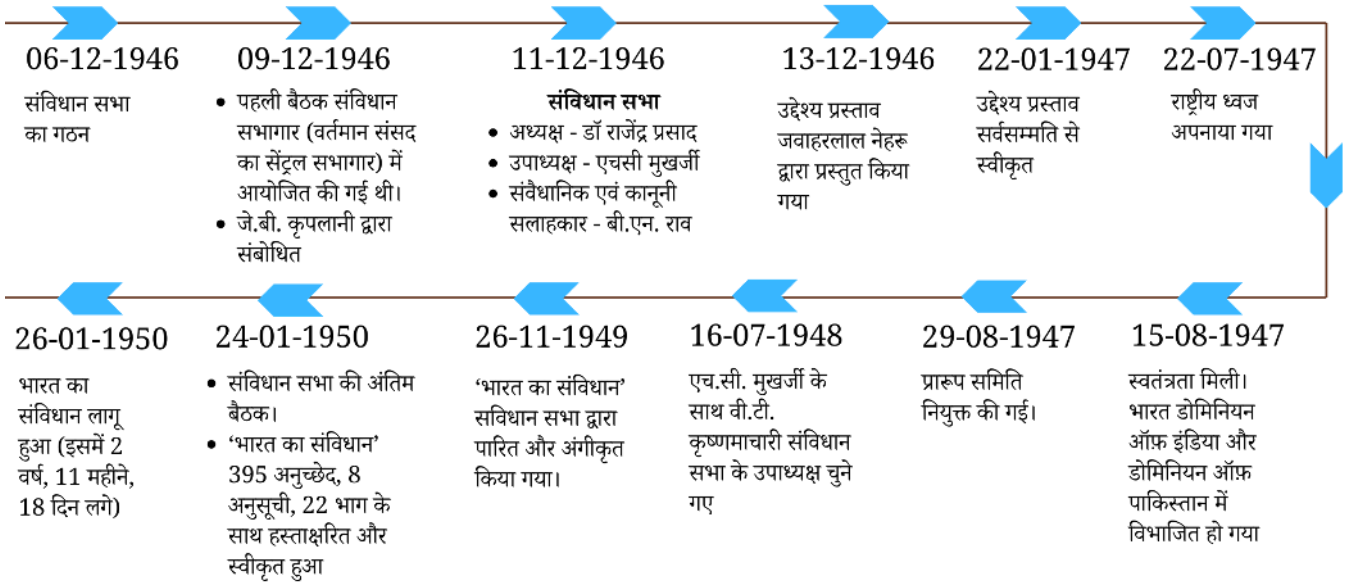 06-12-1946
संविधान सभा
का गठन
09-12-1946
• पहली बैठक संविधान
सभागार (वर्तमान संसद
का सेंट्रल सभागार) में
आयोजित की गई थी।
• जे.बी. कृपलानी द्वारा
संबोधित
11-12-1946
संविधान सभा
• अध्यक्ष - डॉ राजेंद्र प्रसाद
• उपाध्यक्ष - एचसी मुखर्जी
• संवैधानिक एवं कानूनी
सलाहकार - बी.एन. राव
13-12-1946
उद्देश्य प्रस्ताव
जवाहरलाल नेहरू
द्वारा प्रस्तुत किया
गया
22-01-1947
उद्देश्य प्रस्ताव
सर्वसम्मति से
स्वीकृत
22-07-1947
राष्ट्रीय ध्वज
अपनाया गया
15-08-1947
स्वतंत्रता मिली।
भारत डोमिनियन
ऑफ़ इंडिया और
डोमिनियन ऑफ़
पाकिस्तान में
विभाजित हो गया
29-08-1947
प्रारूप समिति
नियुक्त की गई।
16-07-1948
एच.सी. मुखर्जी के
साथ वी.टी.
कृष्णमाचारी संविधान
सभा के उपाध्यक्ष चुने
गए
26-11-1949
‘भारत का संविधान’
संविधान सभा द्वारा
पारित और अंगीकृत
किया गया।
24-01-1950
• संविधान सभा की अंतिम
बैठक।
• ‘भारत का संविधान’
395 अनुच्छेद, 8
अनुसूची, 22 भाग के
साथ हस्ताक्षरित और
स्वीकृत हुआ
26-01-1950
भारत का
संविधान लागू
हुआ (इसमें 2
वर्ष, 11 महीने,
18 दिन लगे)